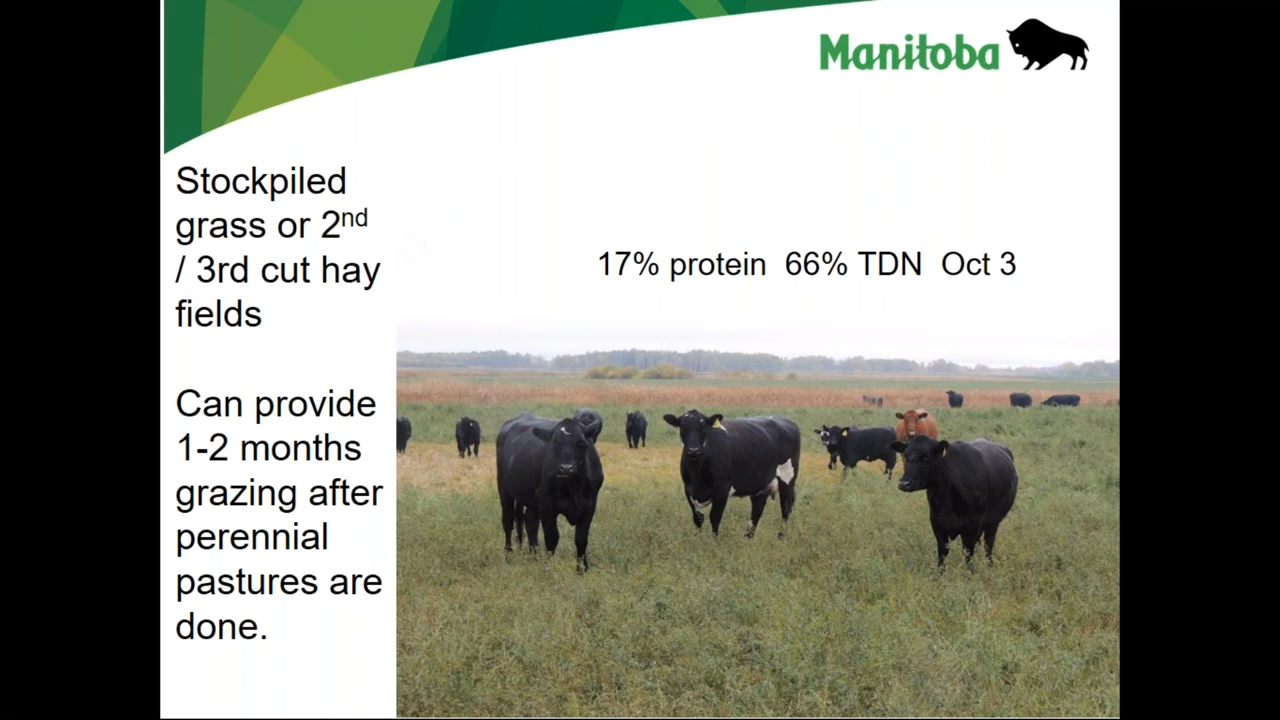 Manitoba
Stockpiled
grass or 2nd
/ 3rd cut hay
fields
17% protein 66% TDN Oct 3
Can provide
1-2 months
grazing after
perennial
pastures are
done.